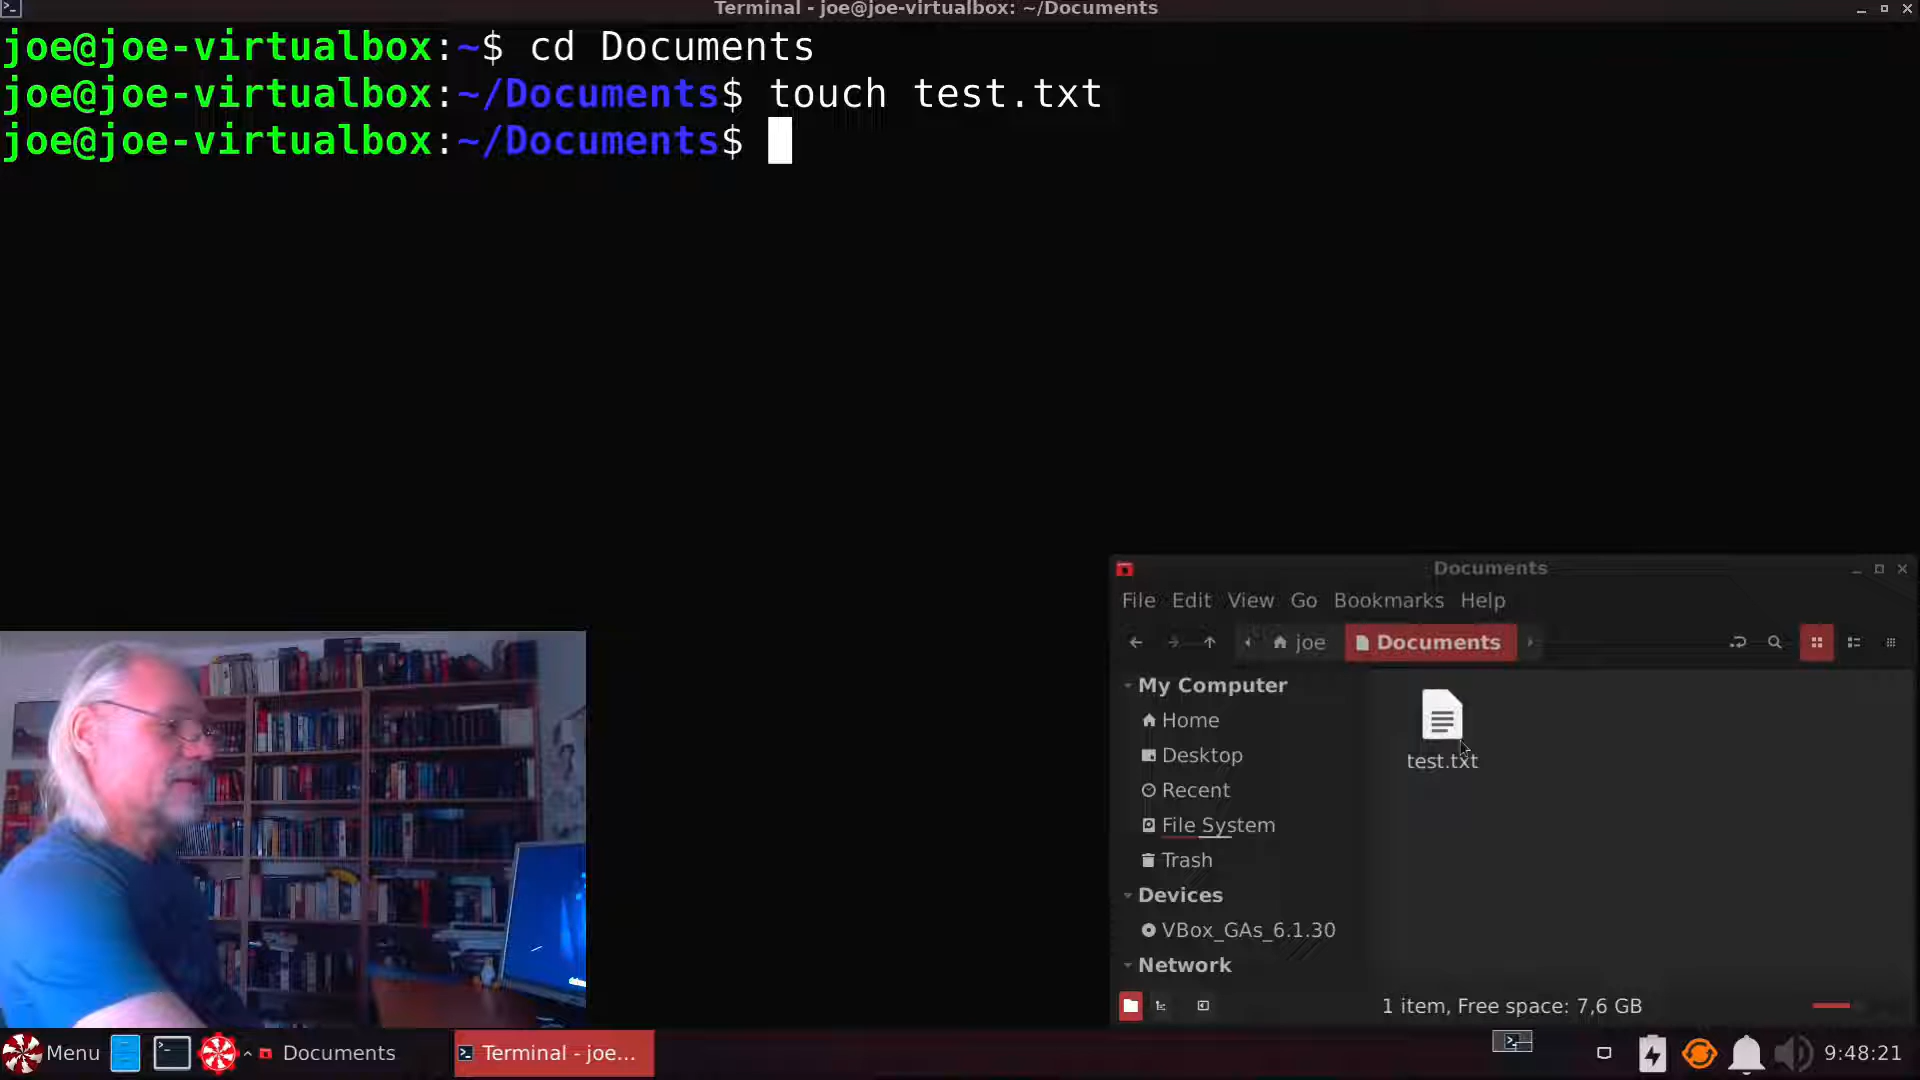 Terminal - joe@joe-virtualbox: ~/Documents
joe@joe-virtualbox:~$ cd Documents
joe@joe-virtualbox:~/Documents$ touch test.txt
joe@joe-virtualbox:~/Documents$
Documents
File Edit View Go Bookmarks Help
joe Documents
My Computer
Home
Desktop
Recent
File System
Trash
Devices
VBox_GAs_6.1.30
Network
test.txt
1 item, Free space: 7,6 GB
Menu Documents Terminal - joe... 9:48:21